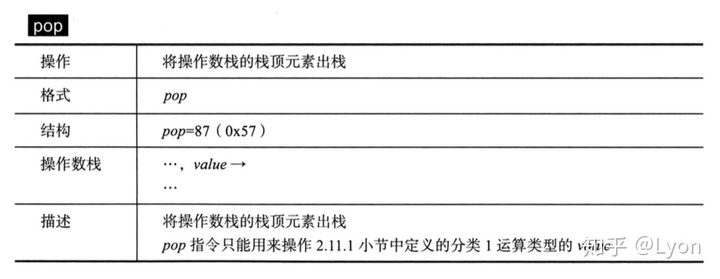 pop
操作 将操作数栈的栈顶元素出栈
格式 pop
结构 pop=87（0x57）
操作数栈 …，value →
…
描述 将操作数栈的栈顶元素出栈
pop 指令只能用来操作 2.11.1 小节中定义的分类 1 运算类型的 value
知乎 @Lyon